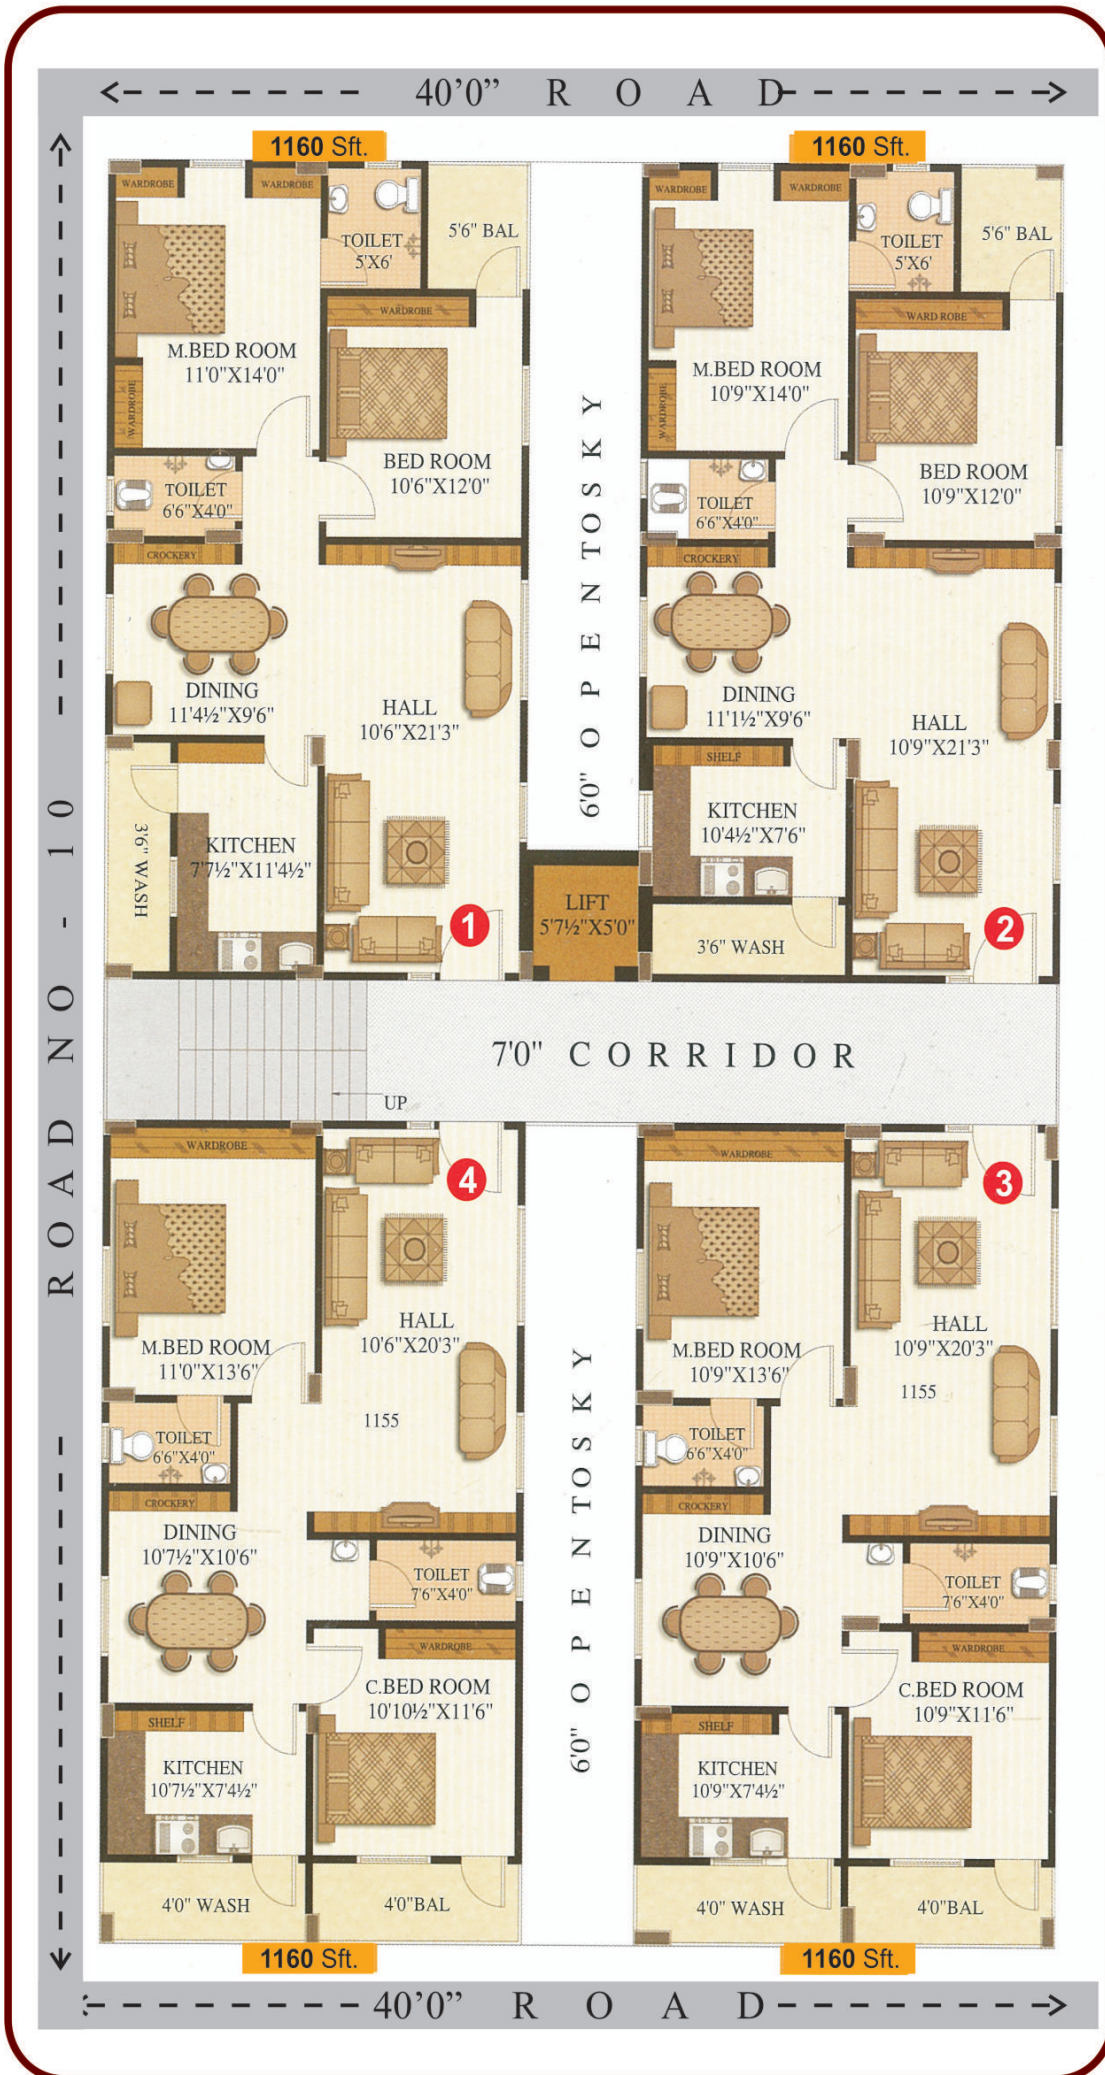 40'0” R O A D
1160 Sft.
1160 Sft.
WARDROBE
WARDROBE
TOILET
5'X6'
5'6" BAL
WARDROBE
M.BED ROOM
11'0"X14'0"
WARDROBE
BED ROOM
10'6"X12'0"
TOILET
6'6"X4'0"
CROCKERY
DINING
11'4½"X9'6"
HALL
10'6"X21'3"
3'6" WASH
KITCHEN
7'7½"X11'4½"
1
WARDROBE
WARDROBE
TOILET
5'X6'
5'6" BAL
WARD ROBE
M.BED ROOM
10'9"X14'0"
WARDROBE
BED ROOM
10'9"X12'0"
TOILET
6'6"X4'0"
CROCKERY
DINING
11'1½"X9'6"
HALL
10'9"X21'3"
SHELF
KITCHEN
10'4½"X7'6"
3'6" WASH
2
6'0" O P E N T O S K Y
LIFT
5'7½"X5'0"
ROAD NO - 10
7'0" C O R R I D O R
UP
WARDROBE
4
M.BED ROOM
11'0"X13'6"
HALL
10'6"X20'3"
1155
TOILET
6'6"X4'0"
CROCKERY
DINING
10'7½"X10'6"
TOILET
7'6"X4'0"
WARDROBE
C.BED ROOM
10'10½"X11'6"
SHELF
KITCHEN
10'7½"X7'4½"
4'0" WASH
4'0"BAL
6'0" O P E N T O S K Y
WARDROBE
3
M.BED ROOM
10'9"X13'6"
HALL
10'9"X20'3"
1155
TOILET
6'6"X4'0"
CROCKERY
DINING
10'9"X10'6"
TOILET
7'6"X4'0"
WARDROBE
C.BED ROOM
10'9"X11'6"
SHELF
KITCHEN
10'9"X7'4½"
4'0" WASH
4'0"BAL
1160 Sft.
1160 Sft.
40'0” R O A D